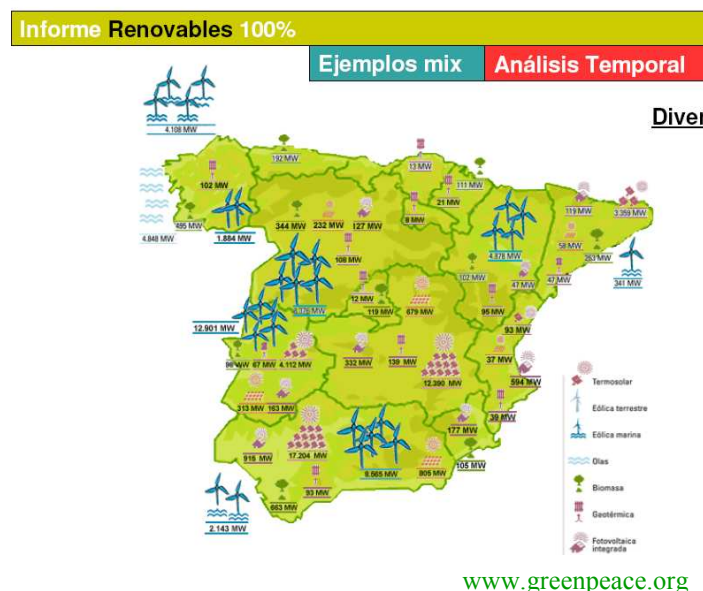 Informe Renovables 100%
Ejemplos mix Análisis Temporal
Diver
4.108 MW
192 MW
13 MW
102 MW
111 MW
21 MW
119 MW
3.359 MW
495 MW
344 MW
232 MW
127 MW
8 MW
4.848 MW
1.884 MW
4.878 MW
58 MW
253 MW
108 MW
102 MW
47 MW
47 MW
341 MW
12 MW
119 MW
679 MW
95 MW
12.901 MW
93 MW
67 MW
4.112 MW
332 MW
139 MW
12.390 MW
37 MW
594 MW
313 MW
163 MW
39 MW
177 MW
915 MW
17.204 MW
9.565 MW
805 MW
105 MW
93 MW
663 MW
2.143 MW
Termosolar
Eólica terrestre
Eólica marina
Olas
Biomasa
Geotérmica
Fotovoltaica
integrada
www.greenpeace.org